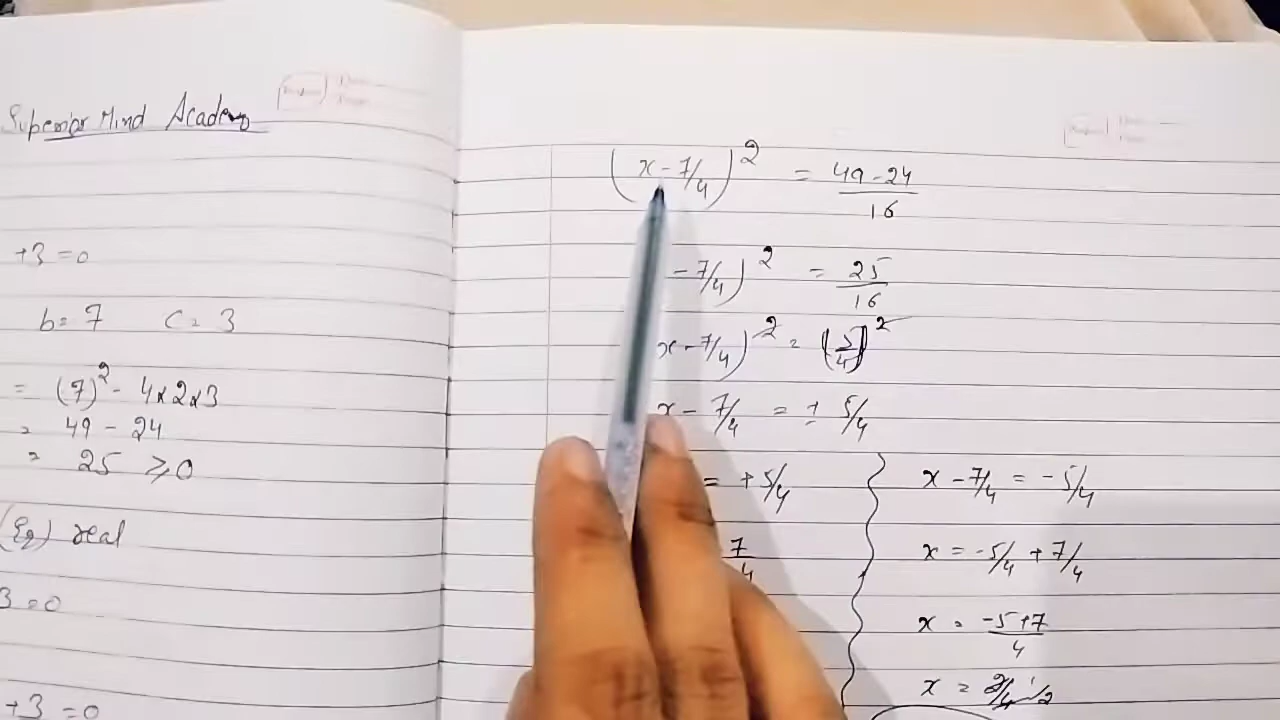 Superior Mind Academy
+3 = 0
b = 7 c = 3
= (7)² - 4×2×3
= 49 - 24
= 25 ≥ 0
(Eq) real
3 = 0
+3 = 0
(x - 7/4)² = 49 - 24 / 16
- 7/4)² = 25/16
x - 7/4)² = (5/4)²
x - 7/4 = ± 5/4
= +5/4
7/4
x - 7/4 = -5/4
x = -5/4 + 7/4
x = -5+7 / 4
x = 2/4 1/2